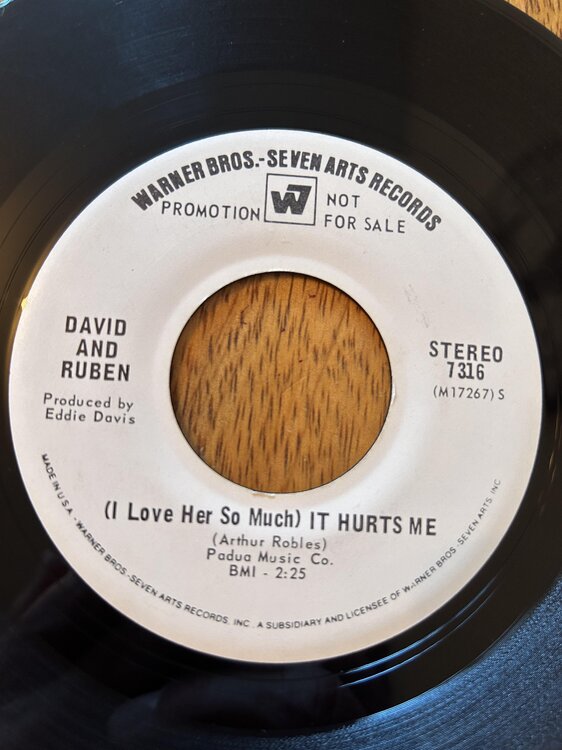 WARNER BROS.-SEVEN ARTS RECORDS
PROMOTION W7 NOT
FOR SALE
DAVID
AND
RUBEN
Produced by
Eddie Davis
STEREO
7316
(M17267) S
(I Love Her So Much) IT HURTS ME
(Arthur Robles)
Padua Music Co.
BMI - 2:25
MADE IN U.S.A. - WARNER BROS.-SEVEN ARTS RECORDS, INC., A SUBSIDIARY AND LICENSEE OF WARNER BROS.-SEVEN ARTS, INC.